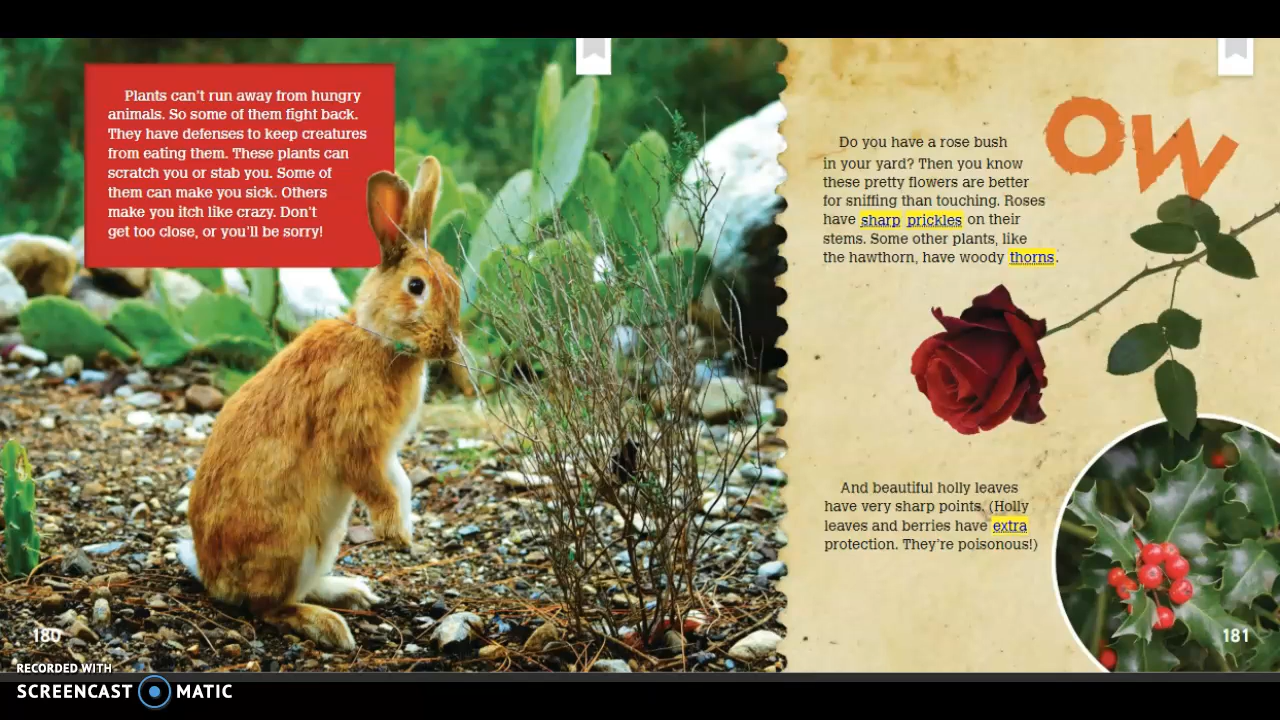 Plants can't run away from hungry
animals. So some of them fight back.
They have defenses to keep creatures
from eating them. These plants can
scratch you or stab you. Some of
them can make you sick. Others
make you itch like crazy. Don't
get too close, or you'll be sorry!
180
OW
Do you have a rose bush
in your yard? Then you know
these pretty flowers are better
for sniffing than touching. Roses
have sharp prickles on their
stems. Some other plants, like
the hawthorn, have woody thorns.
And beautiful holly leaves
have very sharp points. (Holly
leaves and berries have extra
protection. They're poisonous!)
181
RECORDED WITH
SCREENCAST MATIC